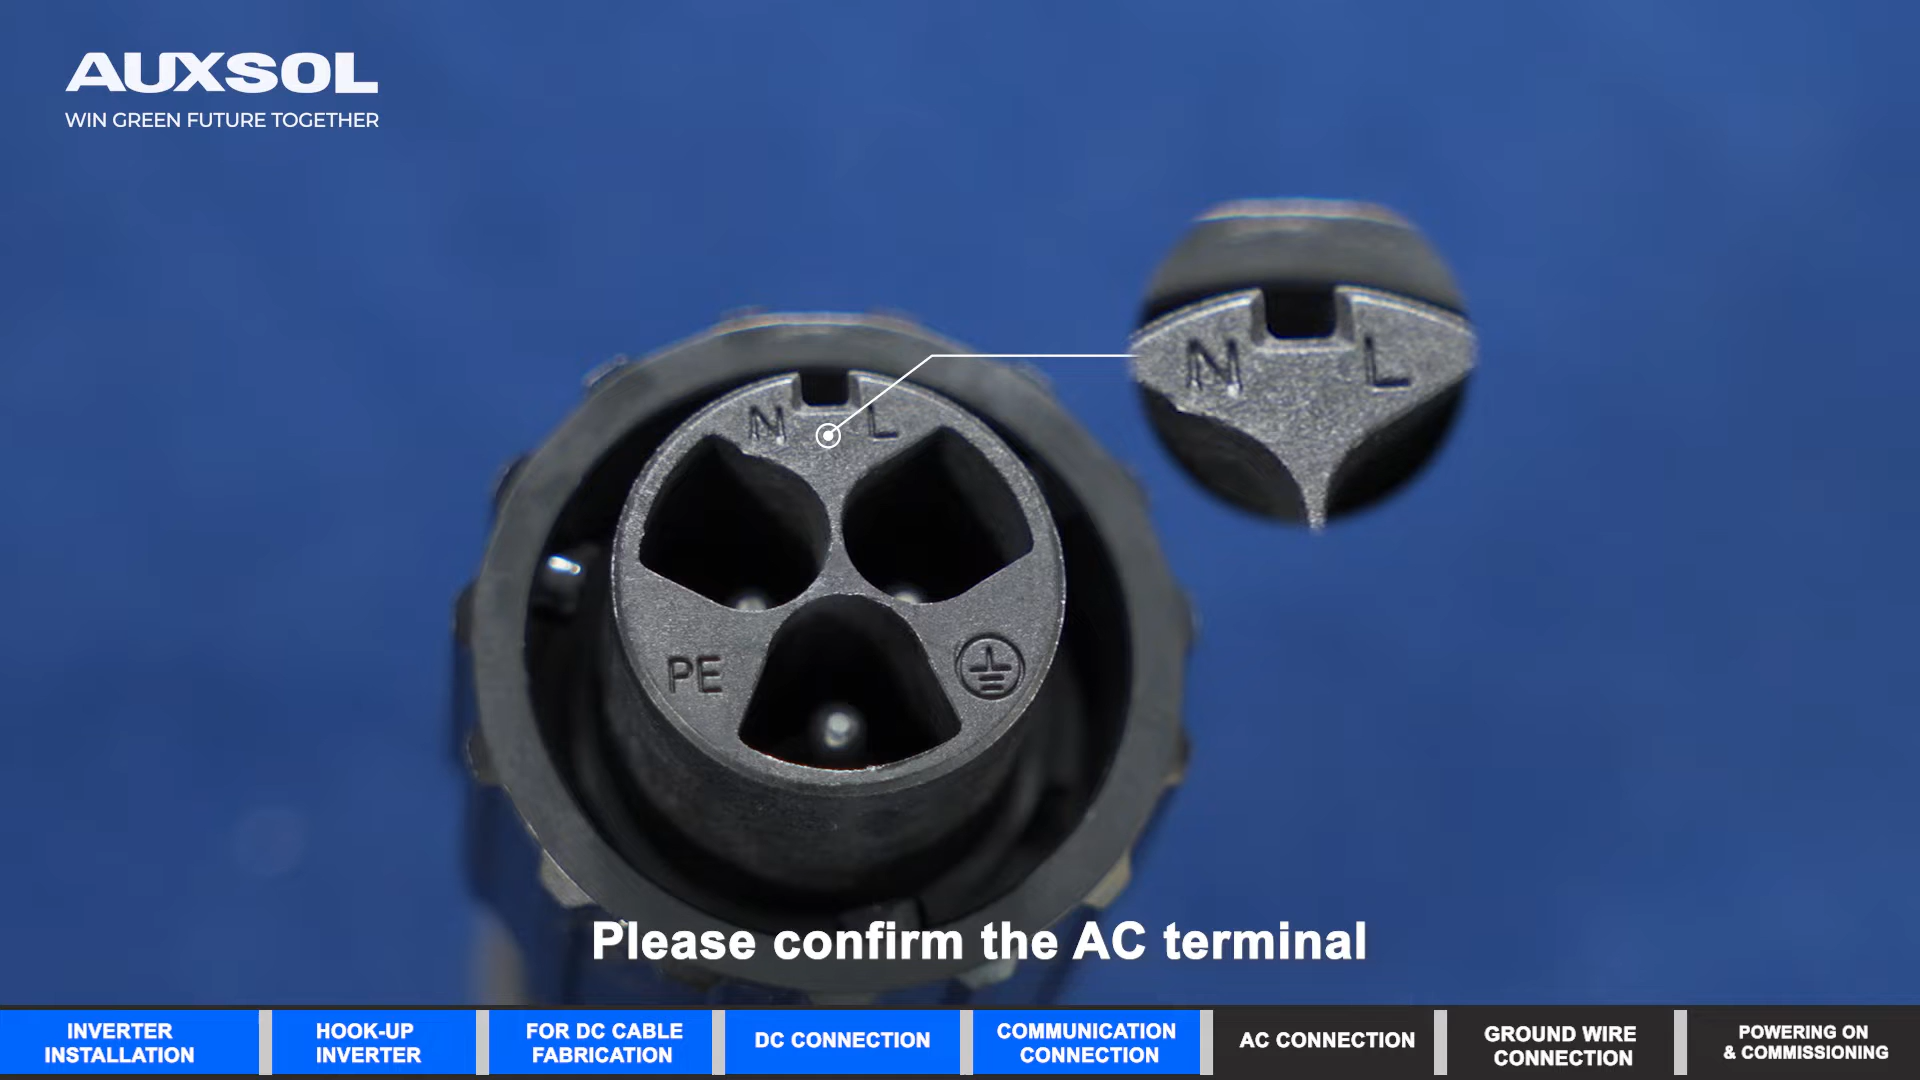 AUXSOL
WIN GREEN FUTURE TOGETHER
N L
N L
PE
Please confirm the AC terminal
INVERTER
INSTALLATION
HOOK-UP
INVERTER
FOR DC CABLE
FABRICATION
DC CONNECTION
COMMUNICATION
CONNECTION
AC CONNECTION
GROUND WIRE
CONNECTION
POWERING ON
& COMMISSIONING